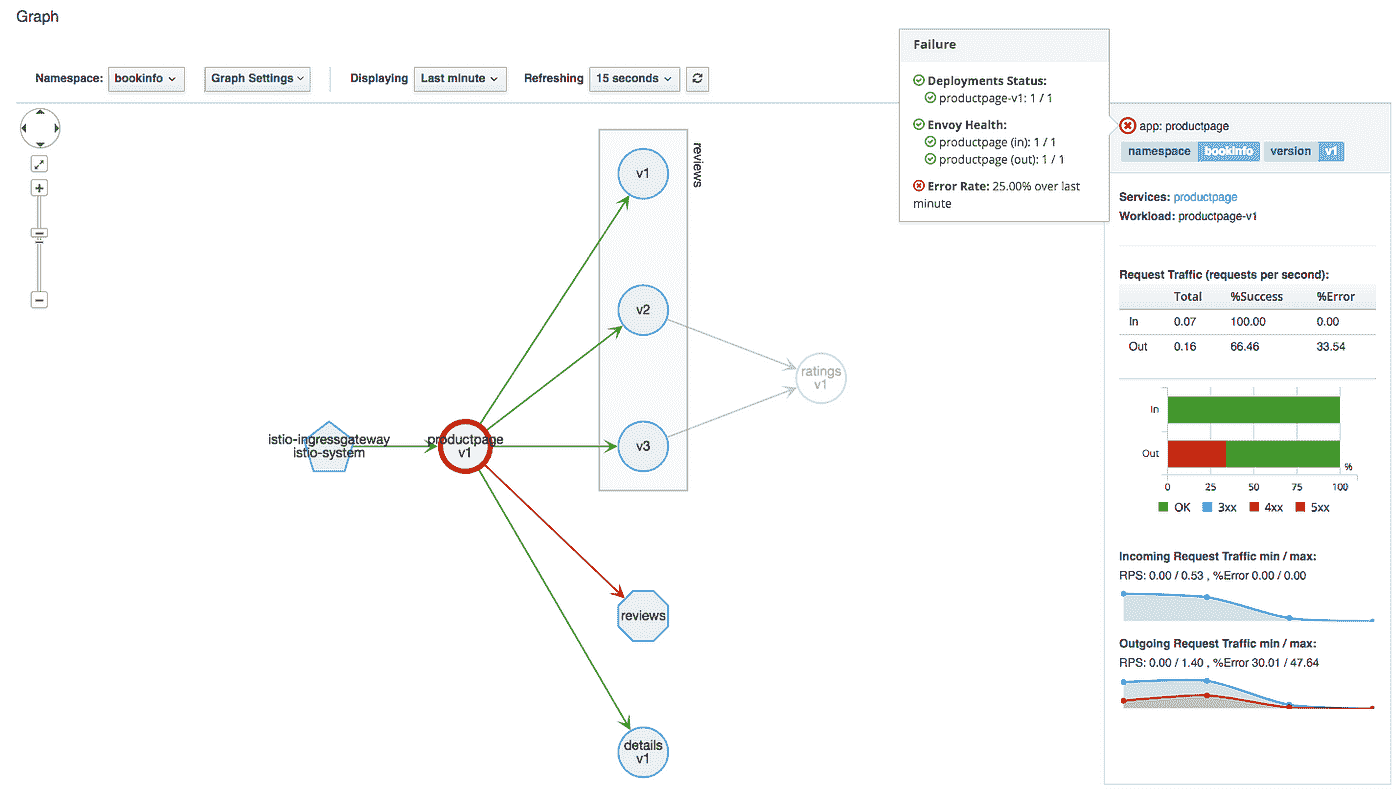 Graph
Namespace: bookinfo Graph Settings Displaying Last minute Refreshing 15 seconds
Failure
Deployments Status:
productpage-v1: 1 / 1
Envoy Health:
productpage (in): 1 / 1
productpage (out): 1 / 1
Error Rate: 25.00% over last
minute
app: productpage
namespace bookinfo version v1
Services: productpage
Workload: productpage-v1
Request Traffic (requests per second):
Total %Success %Error
In 0.07 100.00 0.00
Out 0.16 66.46 33.54
In
Out
%
0 25 50 75 100
OK 3xx 4xx 5xx
Incoming Request Traffic min / max:
RPS: 0.00 / 0.53 , %Error 0.00 / 0.00
Outgoing Request Traffic min / max:
RPS: 0.00 / 1.40 , %Error 30.01 / 47.64
reviews
v1
v2
ratings
v1
istio-ingressgateway
istio-system
productpage
v1
v3
reviews
details
v1